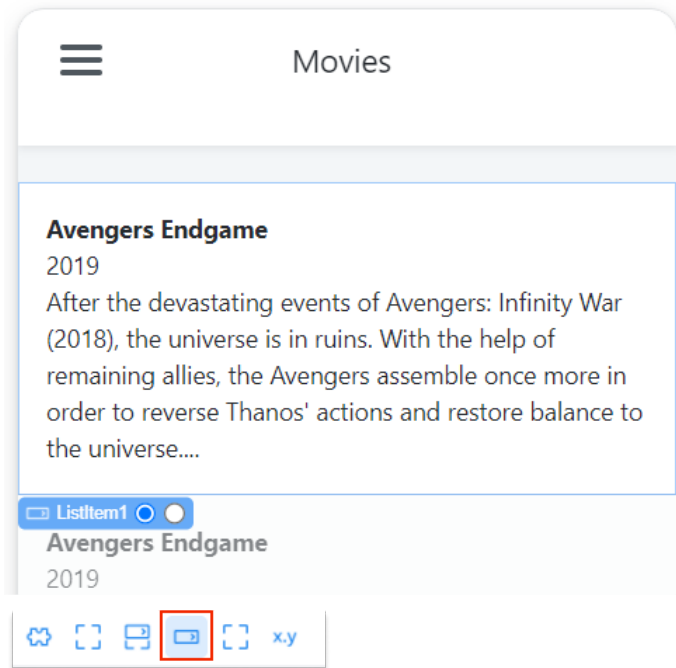 Movies
Avengers Endgame
2019
After the devastating events of Avengers: Infinity War
(2018), the universe is in ruins. With the help of
remaining allies, the Avengers assemble once more in
order to reverse Thanos' actions and restore balance to
the universe....
ListItem1
Avengers Endgame
2019
x.y